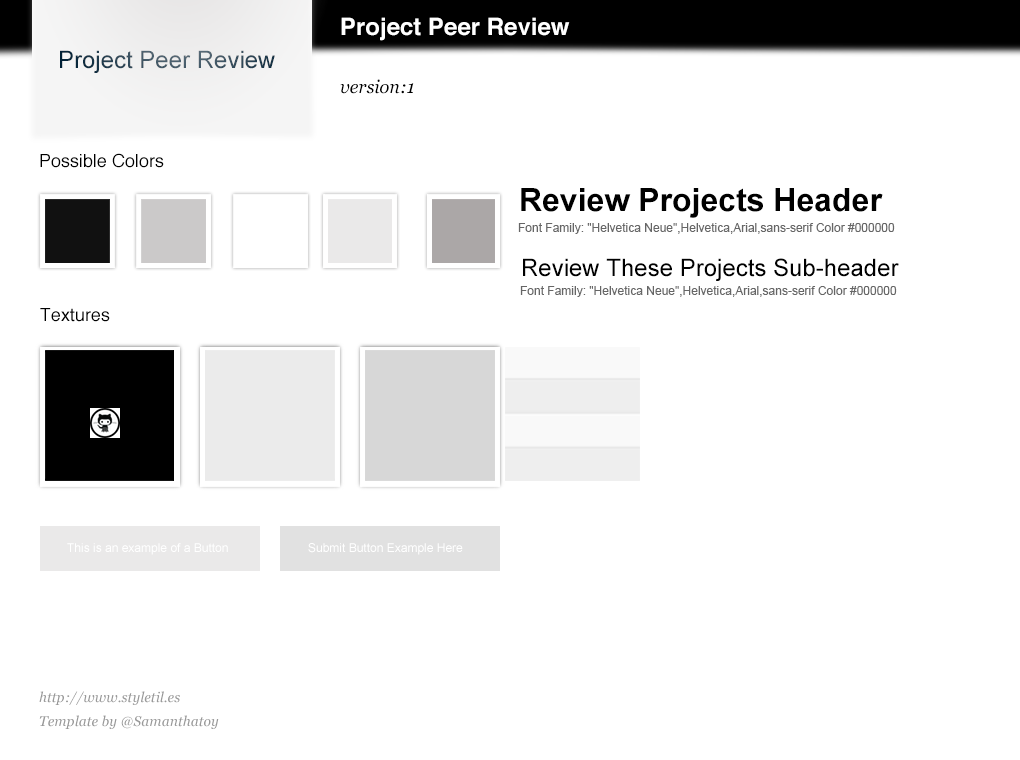 Project Peer Review
Project Peer Review
version:1
Possible Colors
Review Projects Header
Font Family: "Helvetica Neue",Helvetica,Arial,sans-serif Color #000000
Review These Projects Sub-header
Font Family: "Helvetica Neue",Helvetica,Arial,sans-serif Color #000000
Textures
This is an example of a Button
Submit Button Example Here
http://www.styletil.es
Template by @Samanthatoy